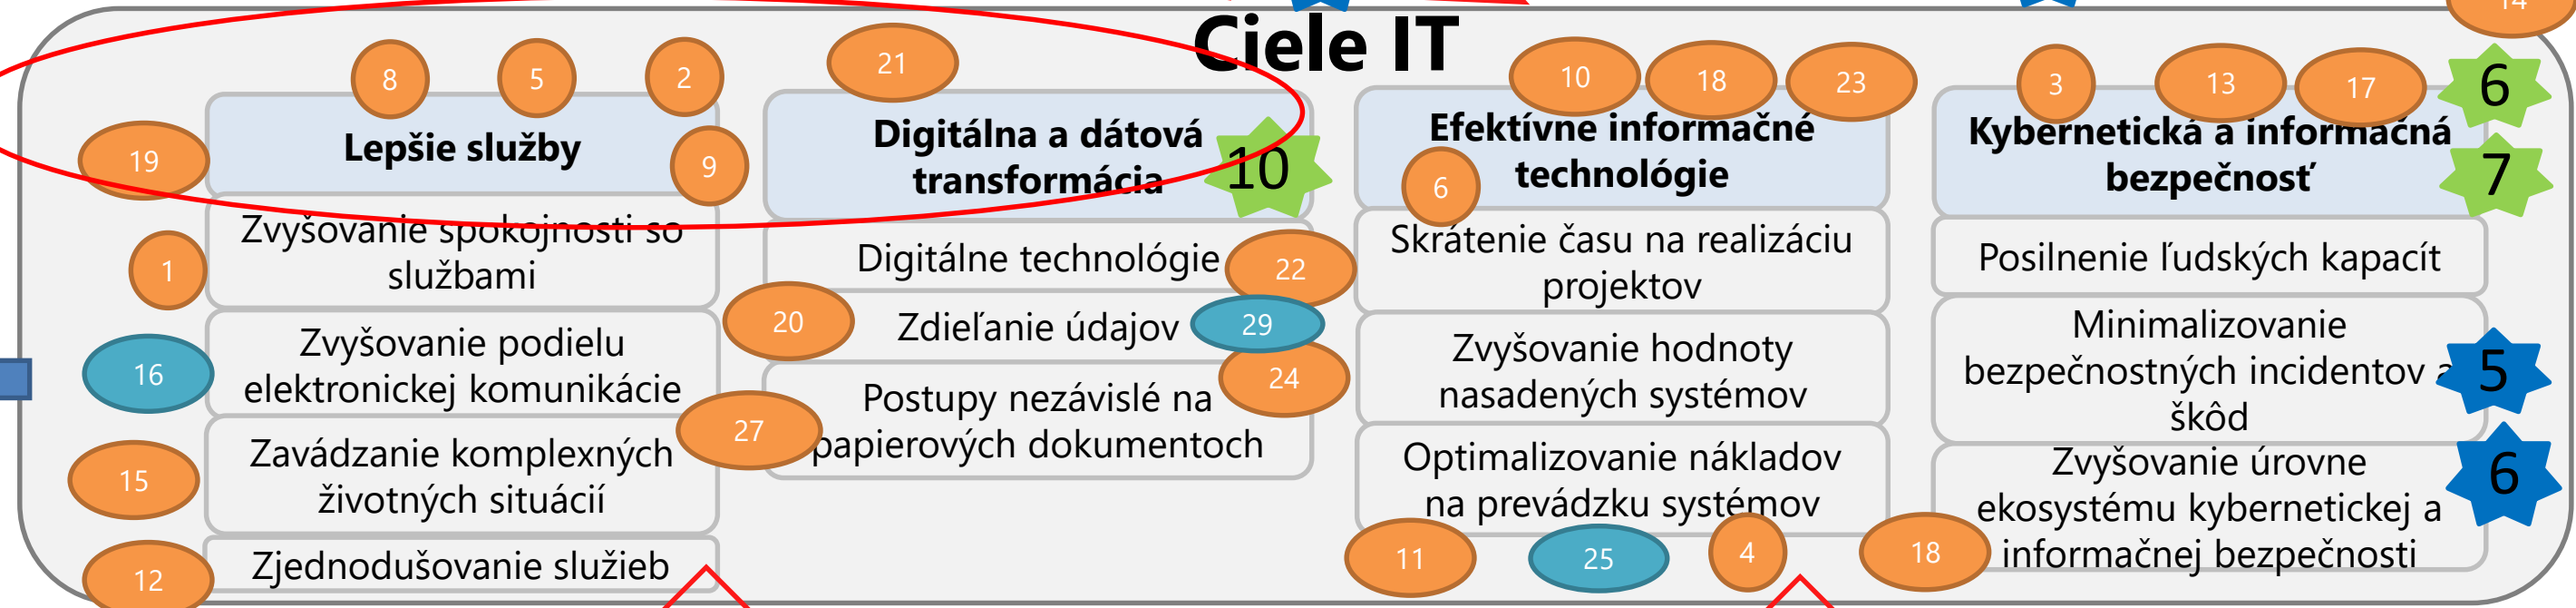 Ciele IT
14
8
5
2
21
10
18
23
3
13
17
6
19
Lepšie služby
9
Digitálna a dátová
transformácia
10
Efektívne informačné
technológie
6
Kybernetická a informačná
bezpečnosť
7
1
Zvyšovanie spokojnosti so
službami
16
Zvyšovanie podielu
elektronickej komunikácie
15
Zavádzanie komplexných
životných situácií
12
Zjednodušovanie služieb
Digitálne technológie
22
20
Zdieľanie údajov
29
24
27
Postupy nezávislé na
papierových dokumentoch
Skrátenie času na realizáciu
projektov
Zvyšovanie hodnoty
nasadených systémov
Optimalizovanie nákladov
na prevádzku systémov
11
25
4
18
Posilnenie ľudských kapacít
Minimalizovanie
bezpečnostných incidentov a
škôd
5
Zvyšovanie úrovne
ekosystému kybernetickej a
informačnej bezpečnosti
6